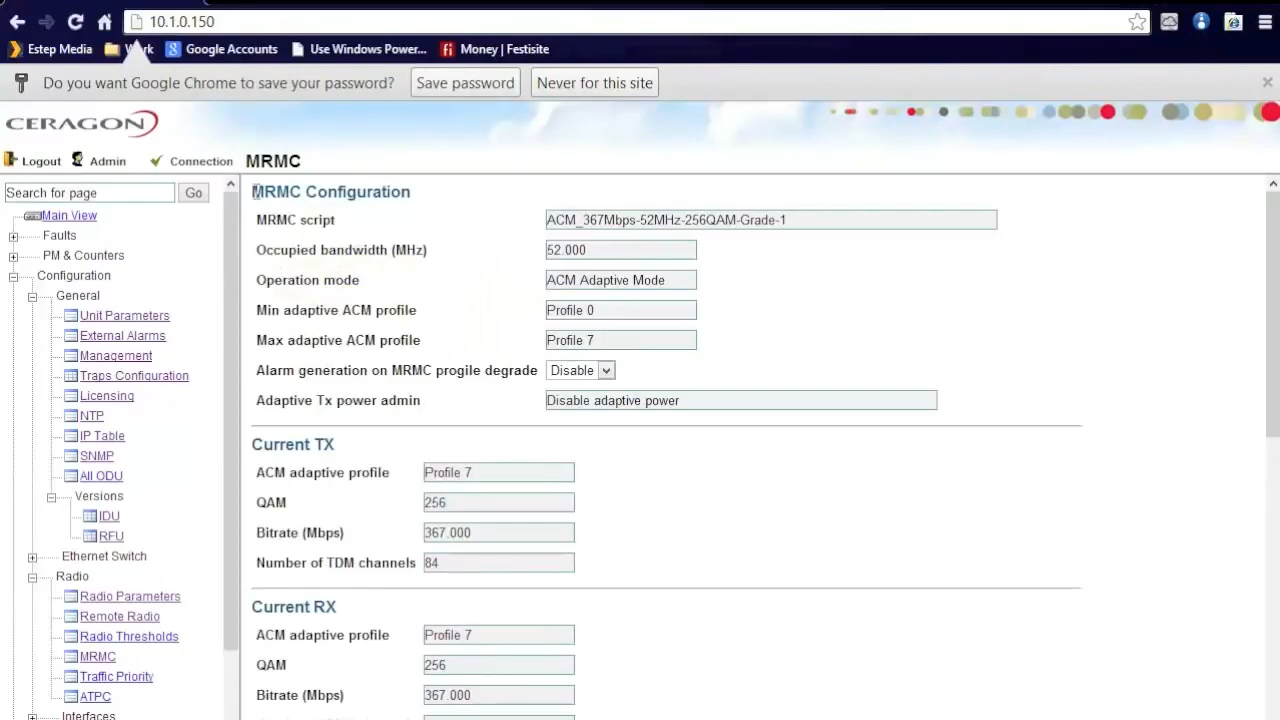 10.1.0.150
Estep Media Work Google Accounts Use Windows Power... Money | Festisite
Do you want Google Chrome to save your password? Save password Never for this site
CERAGON
Logout Admin Connection MRMC
Search for page Go
Main View
Faults
PM & Counters
Configuration
General
Unit Parameters
External Alarms
Management
Traps Configuration
Licensing
NTP
IP Table
SNMP
All ODU
Versions
IDU
RFU
Ethernet Switch
Radio
Radio Parameters
Remote Radio
Radio Thresholds
MRMC
Traffic Priority
ATPC
Interfaces
MRMC Configuration
MRMC script ACM_367Mbps-52MHz-256QAM-Grade-1
Occupied bandwidth (MHz) 52.000
Operation mode ACM Adaptive Mode
Min adaptive ACM profile Profile 0
Max adaptive ACM profile Profile 7
Alarm generation on MRMC progile degrade Disable
Adaptive Tx power admin Disable adaptive power
Current TX
ACM adaptive profile Profile 7
QAM 256
Bitrate (Mbps) 367.000
Number of TDM channels 84
Current RX
ACM adaptive profile Profile 7
QAM 256
Bitrate (Mbps) 367.000